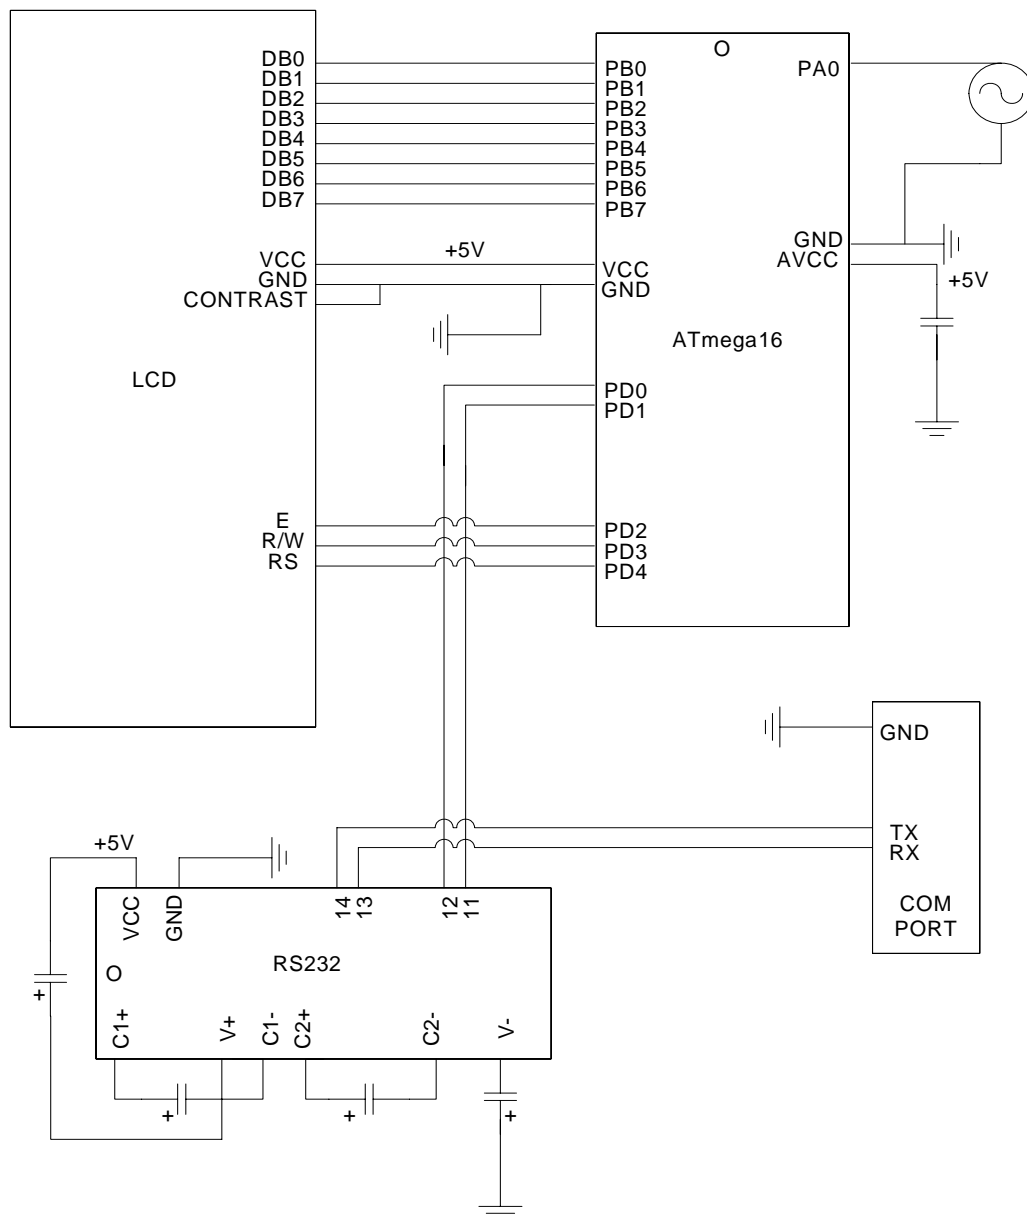 DB0
DB1
DB2
DB3
DB4
DB5
DB6
DB7
VCC
GND
CONTRAST
LCD
E
R/W
RS
+5V
O
PB0
PB1
PB2
PB3
PB4
PB5
PB6
PB7
VCC
GND
ATmega16
PD0
PD1
PD2
PD3
PD4
PA0
GND
AVCC
+5V
GND
TX
RX
COM
PORT
+5V
VCC
GND
14
13
12
11
RS232
O
C1+
V+
C1-
C2+
C2-
V-
+
+
+
+